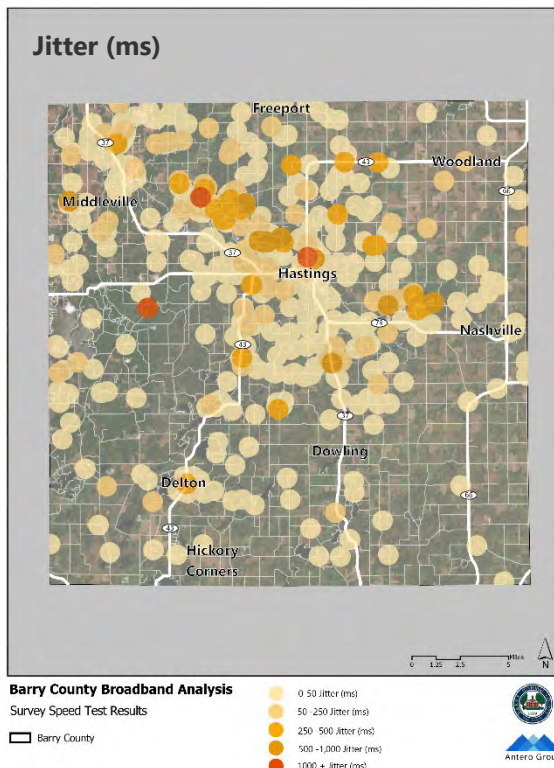 Jitter (ms)
Freeport
37
43
Woodland
66
Middleville
37
Hastings
79
Nashville
43
37
Dowling
Delton
66
43
Hickory
Corners
Miles
0 1.25 2.5 5
N
Barry County Broadband Analysis
Survey Speed Test Results
Barry County
0-50 Jitter (ms)
50 -250 Jitter (ms)
250 -500 Jitter (ms)
500 -1,000 Jitter (ms)
1000 + Jitter (ms)
Antero Group